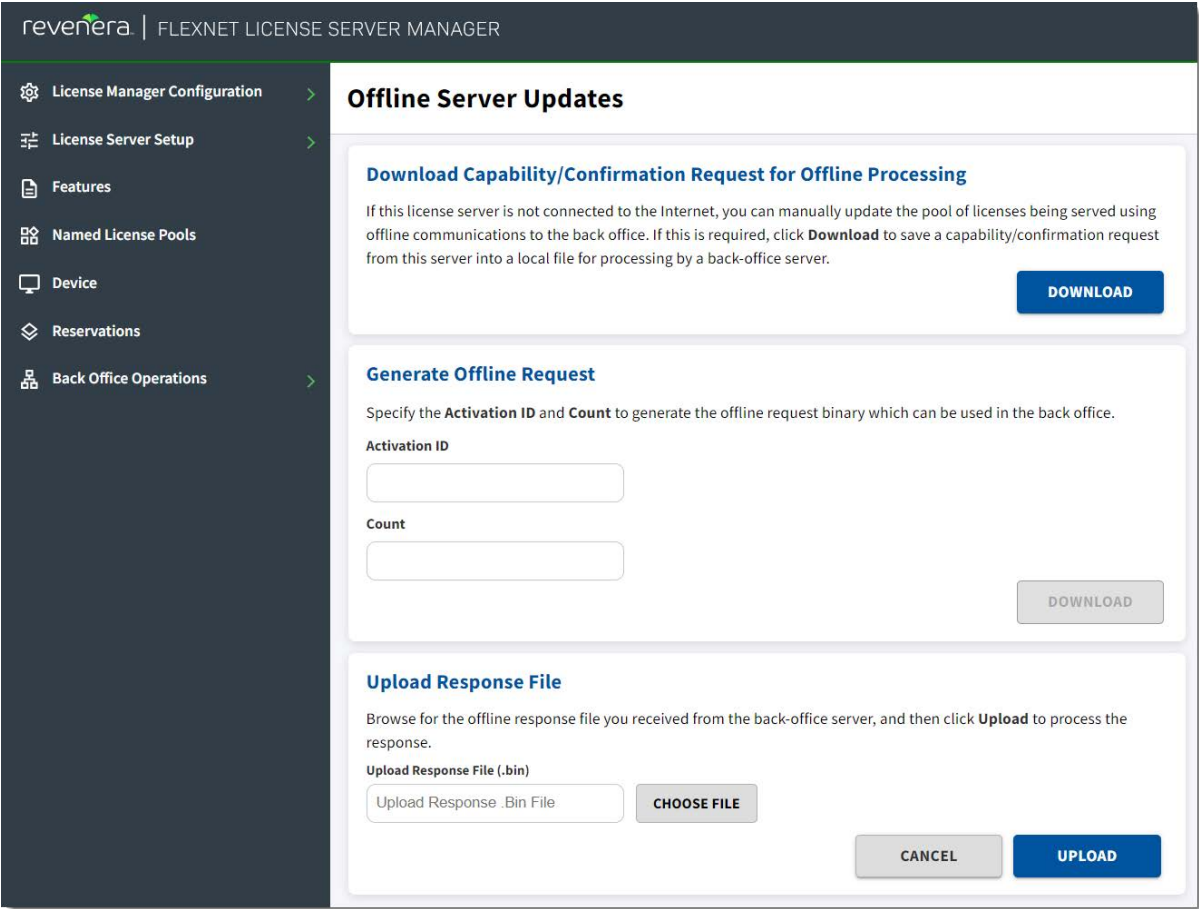 revenera. | FLEXNET LICENSE SERVER MANAGER
License Manager Configuration
License Server Setup
Features
Named License Pools
Device
Reservations
Back Office Operations
Offline Server Updates
Download Capability/Confirmation Request for Offline Processing
If this license server is not connected to the Internet, you can manually update the pool of licenses being served using
offline communications to the back office. If this is required, click Download to save a capability/confirmation request
from this server into a local file for processing by a back-office server.
DOWNLOAD
Generate Offline Request
Specify the Activation ID and Count to generate the offline request binary which can be used in the back office.
Activation ID
Count
DOWNLOAD
Upload Response File
Browse for the offline response file you received from the back-office server, and then click Upload to process the
response.
Upload Response File (.bin)
Upload Response .Bin File
CHOOSE FILE
CANCEL
UPLOAD